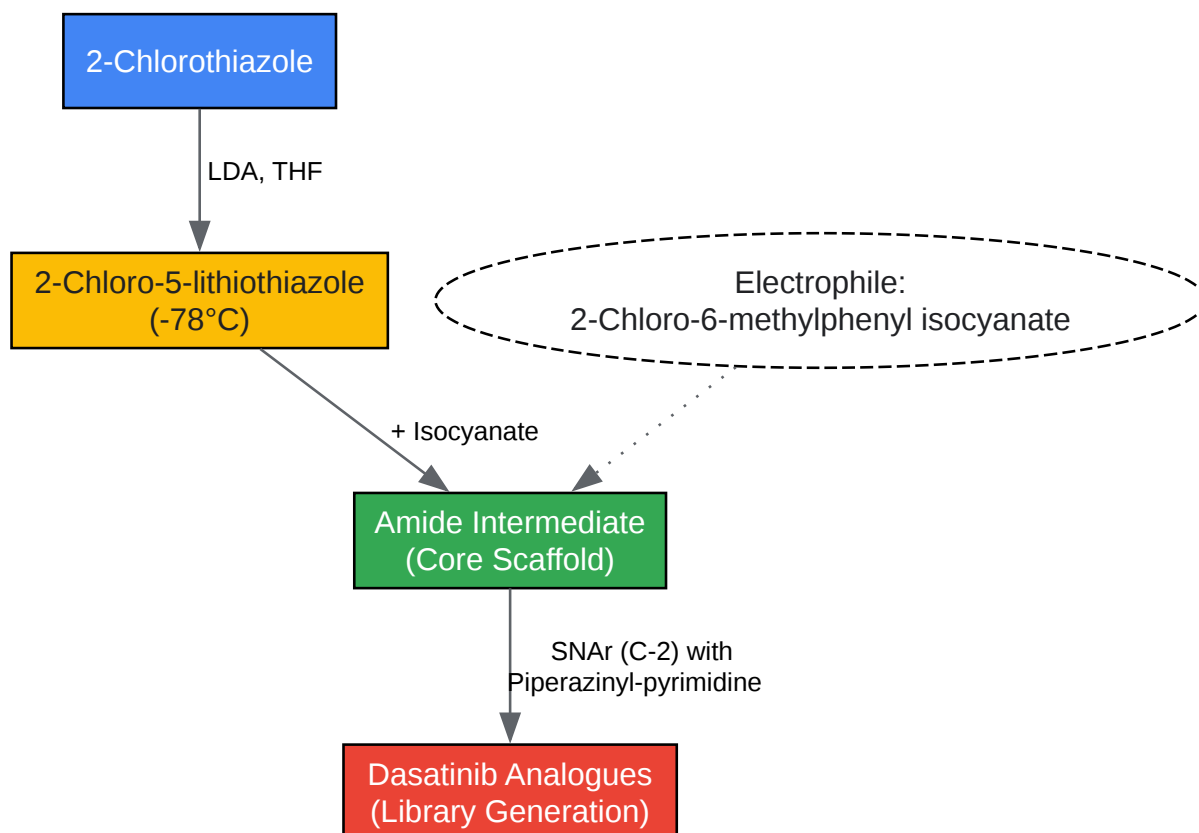 2-Chlorothiazole
LDA, THF
2-Chloro-5-lithiothiazole
(-78°C)
Electrophile:
2-Chloro-6-methylphenyl isocyanate
+ Isocyanate
Amide Intermediate
(Core Scaffold)
SNAr (C-2) with
Piperazinyl-pyrimidine
Dasatinib Analogues
(Library Generation)